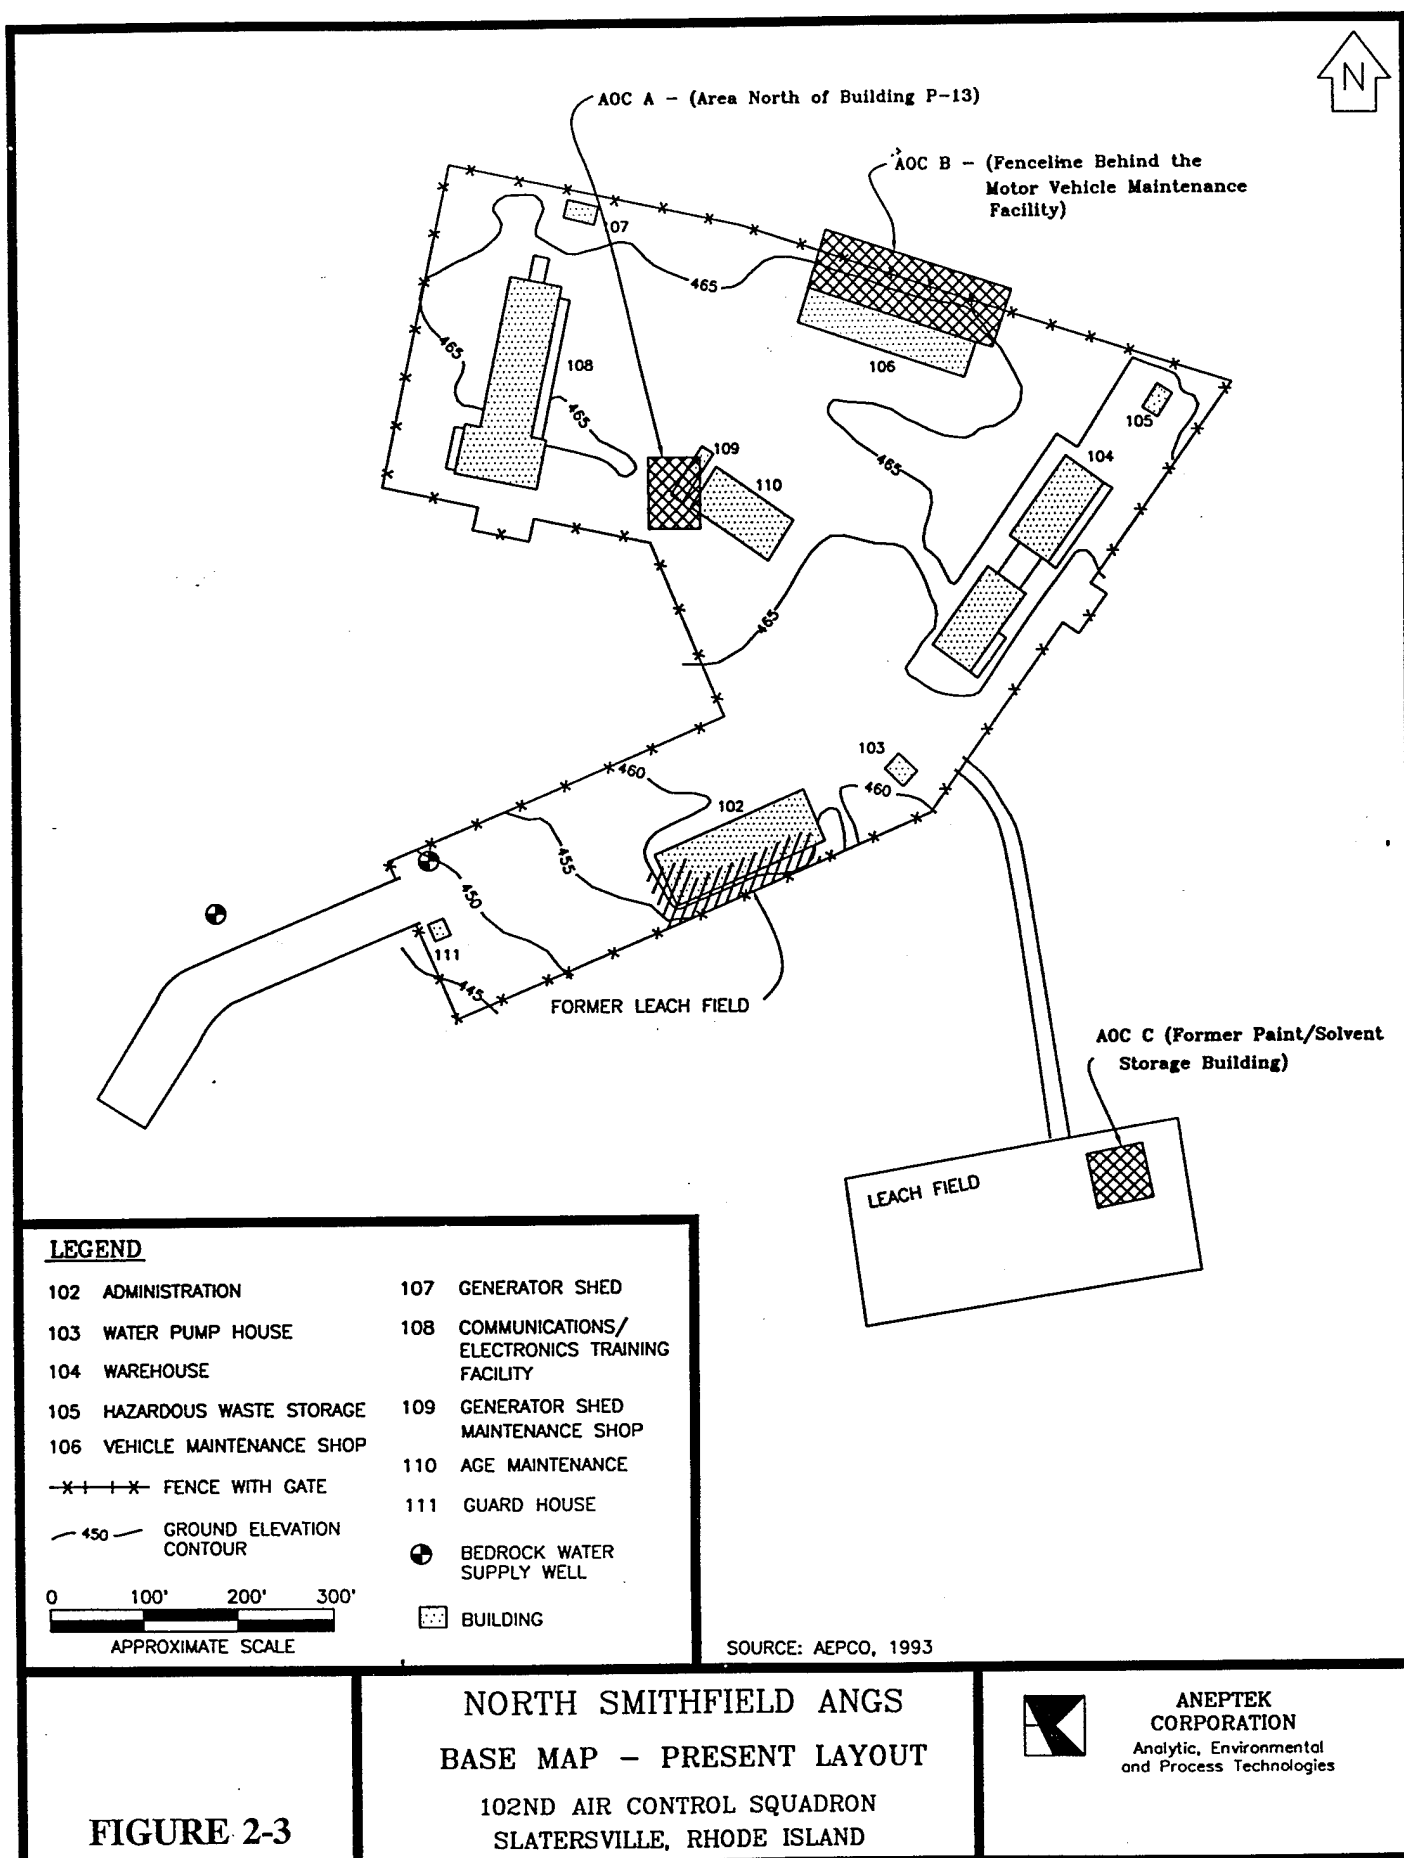 N
AOC A - (Area North of Building P-13)
AOC B - (Fenceline Behind the
Motor Vehicle Maintenance
Facility)
107
465
106
465
108
465
105
109
104
465
110
465
103
460
460
102
455
450
111
445
FORMER LEACH FIELD
AOC C (Former Paint/Solvent
Storage Building)
LEACH FIELD
LEGEND
102 ADMINISTRATION
103 WATER PUMP HOUSE
104 WAREHOUSE
105 HAZARDOUS WASTE STORAGE
106 VEHICLE MAINTENANCE SHOP
FENCE WITH GATE
450 GROUND ELEVATION
CONTOUR
0 100' 200' 300'
APPROXIMATE SCALE
107 GENERATOR SHED
108 COMMUNICATIONS/
ELECTRONICS TRAINING
FACILITY
109 GENERATOR SHED
MAINTENANCE SHOP
110 AGE MAINTENANCE
111 GUARD HOUSE
BEDROCK WATER
SUPPLY WELL
BUILDING
SOURCE: AEPCO, 1993
FIGURE 2-3
NORTH SMITHFIELD ANGS
BASE MAP - PRESENT LAYOUT
102ND AIR CONTROL SQUADRON
SLATERSVILLE, RHODE ISLAND
ANEPTEK
CORPORATION
Analytic, Environmental
and Process Technologies